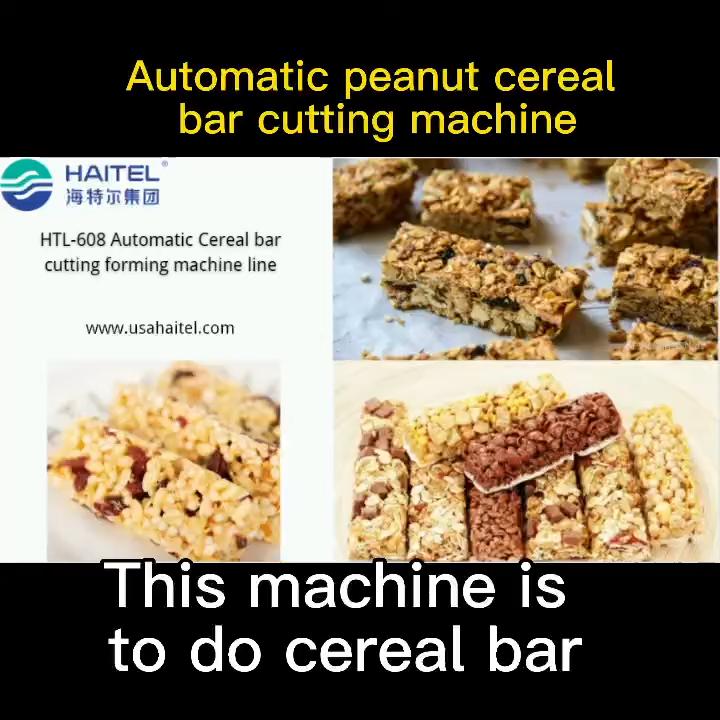 Automatic peanut cereal
bar cutting machine
HAITEL®
海特尔集团
HTL-608 Automatic Cereal bar
cutting forming machine line
www.usahaitel.com
This machine is
to do cereal bar